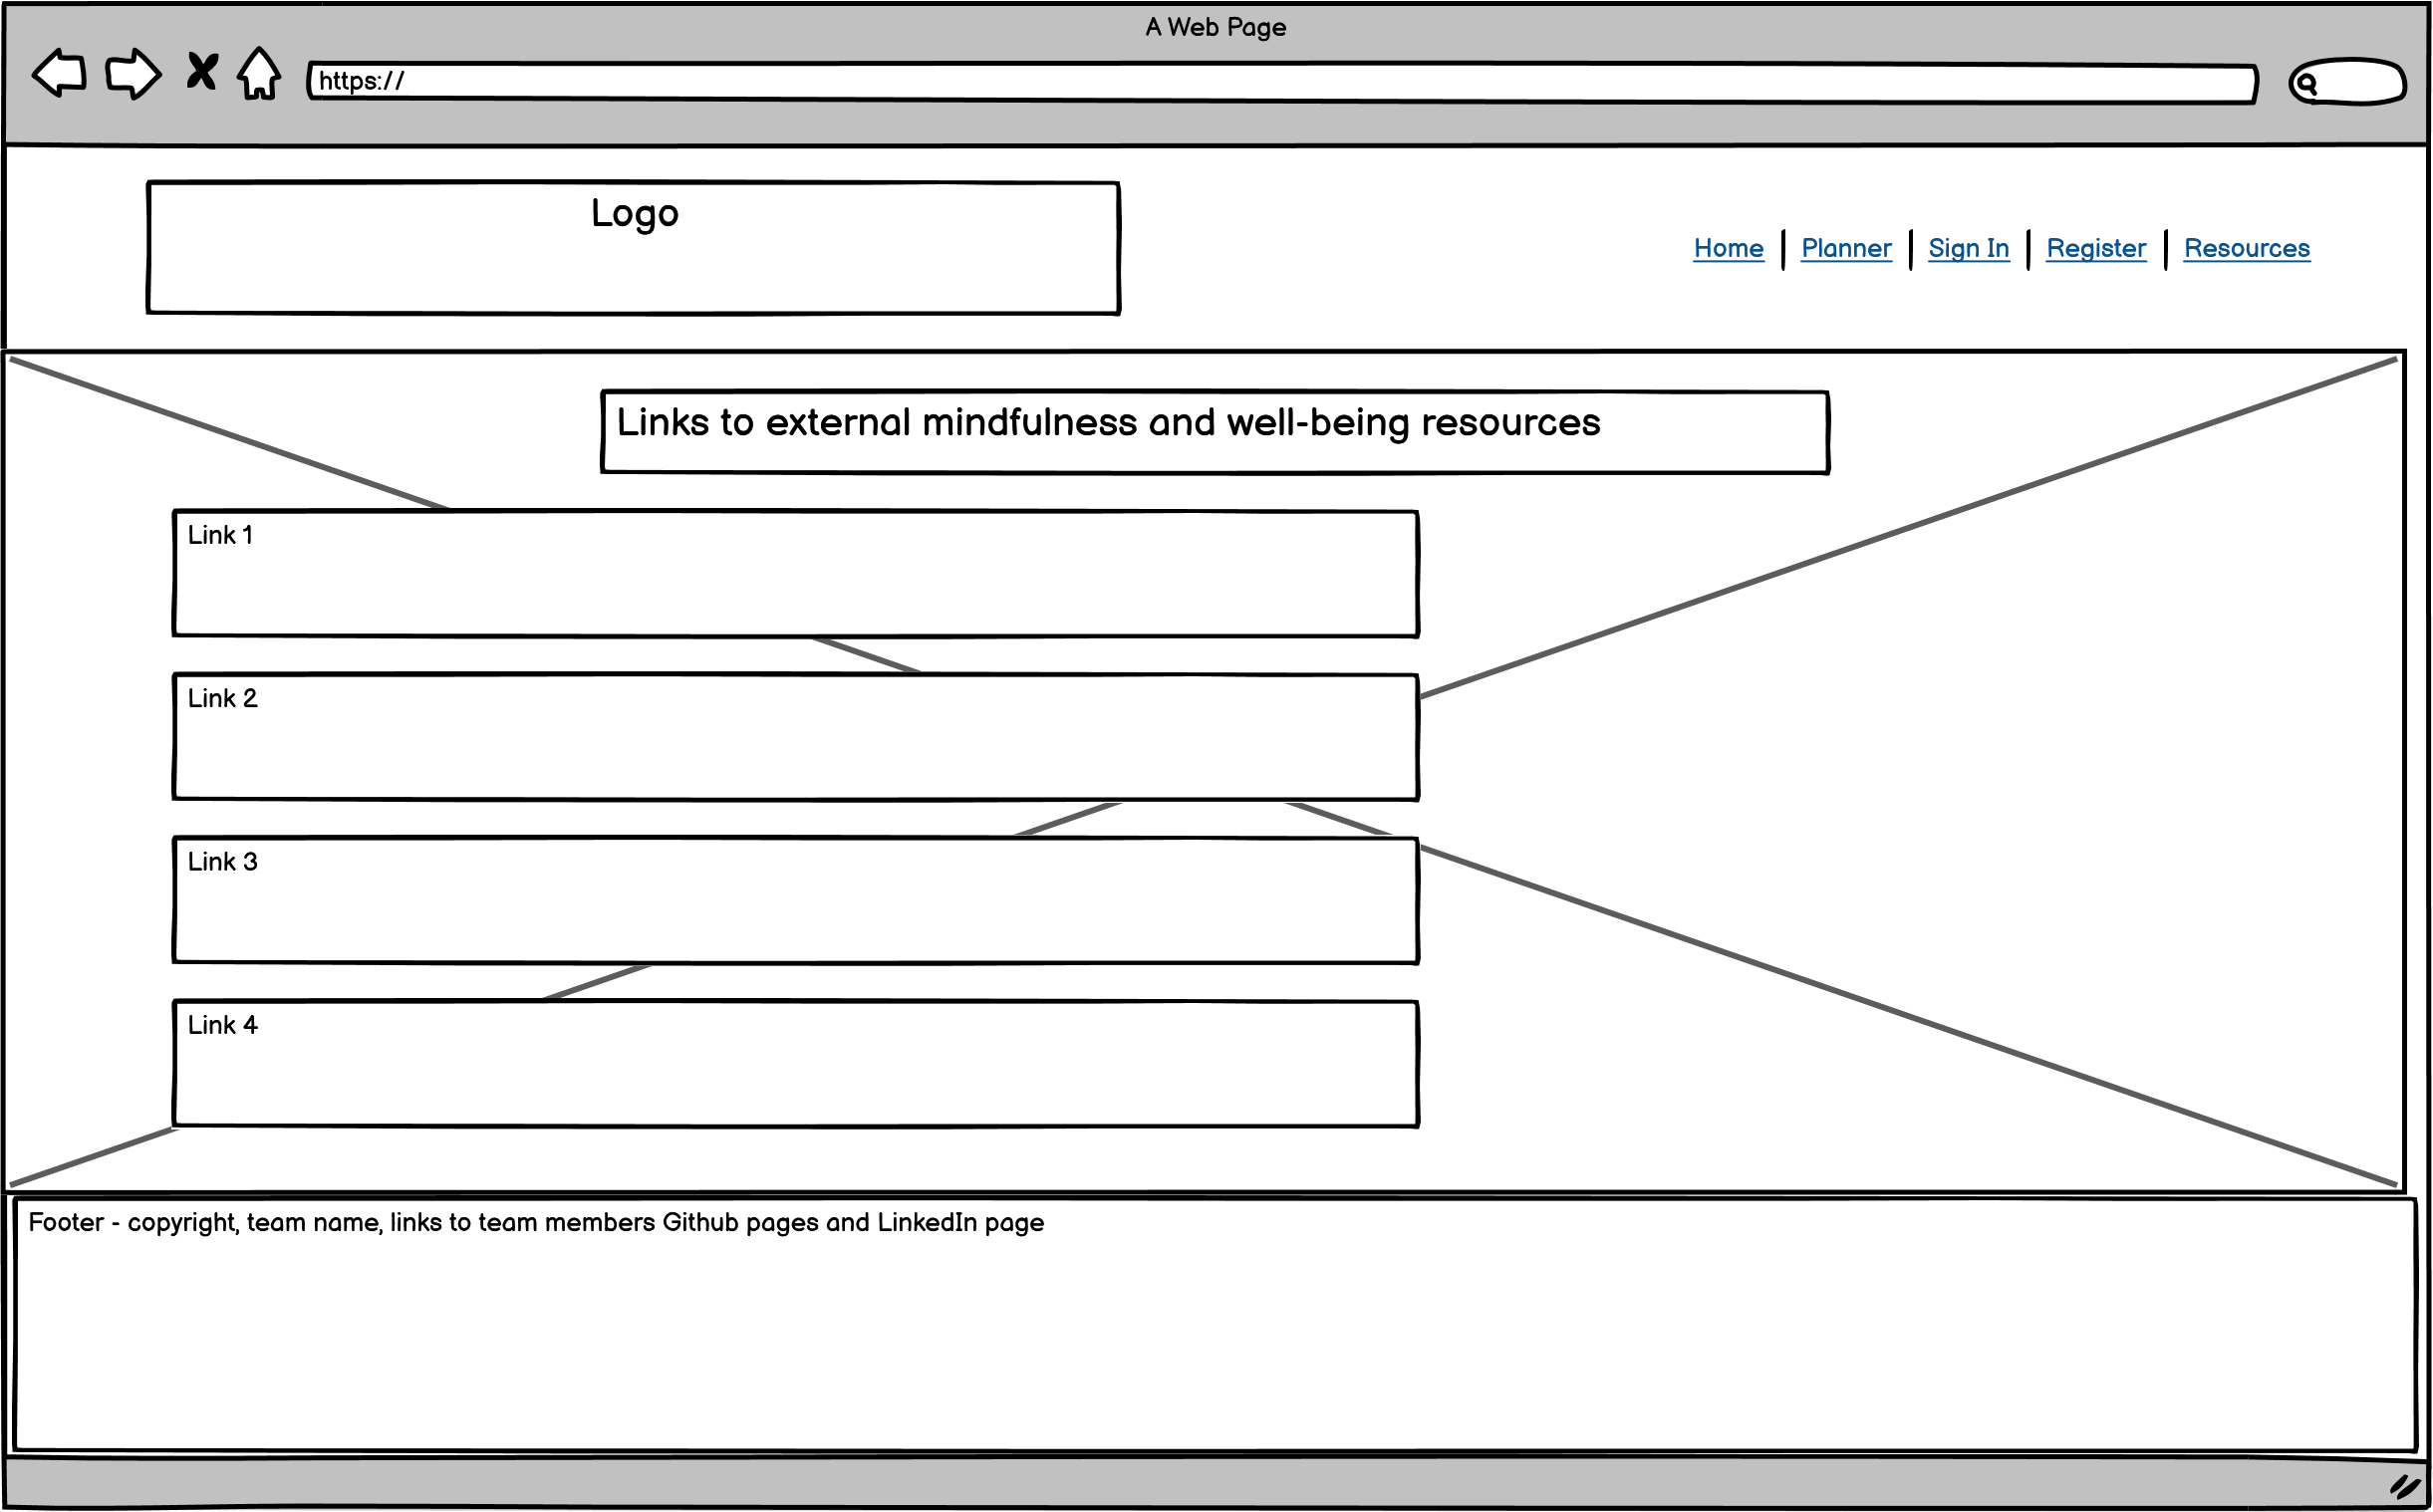 A Web Page
https://
Logo
Home | Planner | Sign In | Register | Resources
Links to external mindfulness and well-being resources
Link 1
Link 2
Link 3
Link 4
Footer - copyright, team name, links to team members Github pages and LinkedIn page